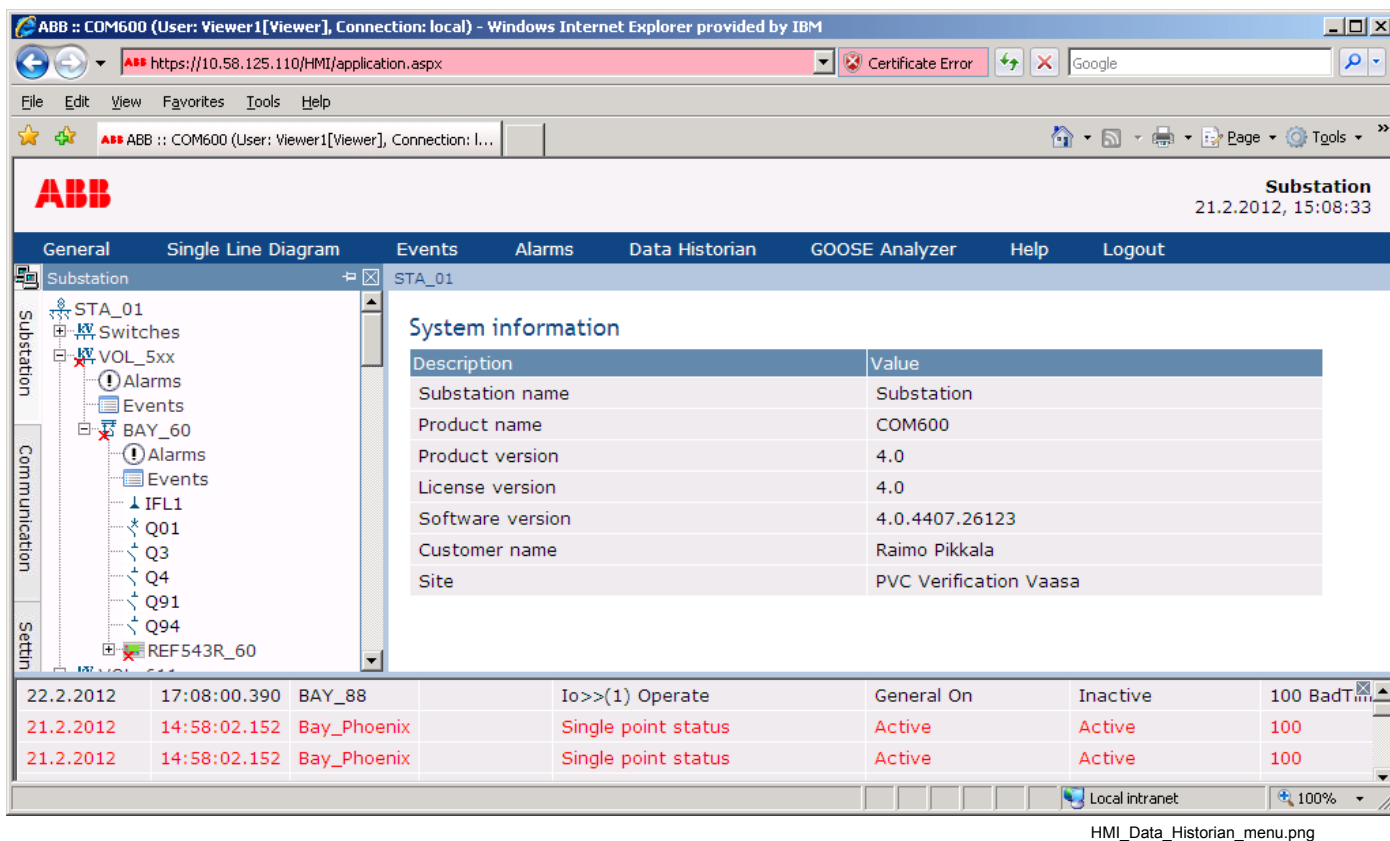 ABB :: COM600 (User: Viewer1[Viewer], Connection: local) - Windows Internet Explorer provided by IBM
ABB https://10.58.125.110/HMI/application.aspx Certificate Error Google
File Edit View Favorites Tools Help
ABB ABB :: COM600 (User: Viewer1[Viewer], Connection: l... Page Tools »
ABB
Substation
21.2.2012, 15:08:33
General Single Line Diagram Events Alarms Data Historian GOOSE Analyzer Help Logout
Substation STA_01
Substation
Communication
Settin
STA_01
Switches
VOL_5xx
Alarms
Events
BAY_60
Alarms
Events
IFL1
Q01
Q3
Q4
Q91
Q94
REF543R_60
System information
Description Value
Substation name Substation
Product name COM600
Product version 4.0
License version 4.0
Software version 4.0.4407.26123
Customer name Raimo Pikkala
Site PVC Verification Vaasa
22.2.2012 17:08:00.390 BAY_88 Io>>(1) Operate General On Inactive 100 BadTim
21.2.2012 14:58:02.152 Bay_Phoenix Single point status Active Active 100
21.2.2012 14:58:02.152 Bay_Phoenix Single point status Active Active 100
Local intranet 100%
HMI_Data_Historian_menu.png